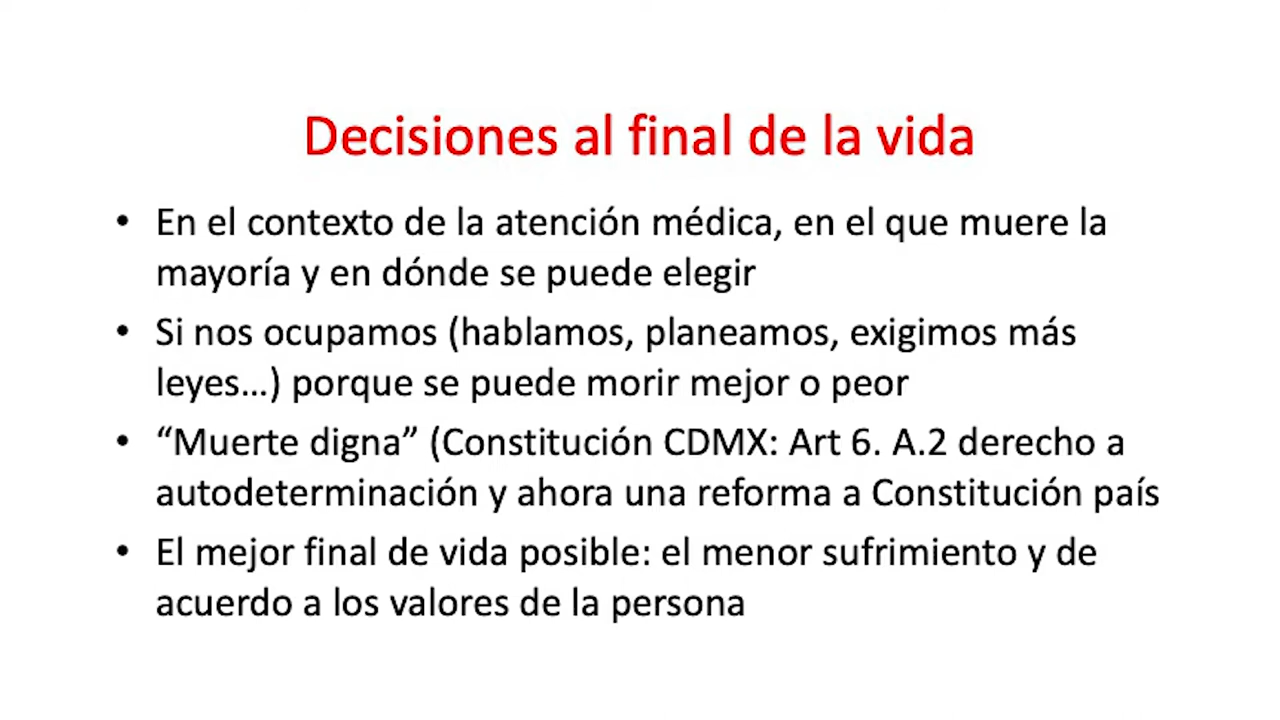 Decisiones al final de la vida
• En el contexto de la atención médica, en el que muere la
mayoría y en dónde se puede elegir
• Si nos ocupamos (hablamos, planeamos, exigimos más
leyes…) porque se puede morir mejor o peor
• “Muerte digna” (Constitución CDMX: Art 6. A.2 derecho a
autodeterminación y ahora una reforma a Constitución país
• El mejor final de vida posible: el menor sufrimiento y de
acuerdo a los valores de la persona